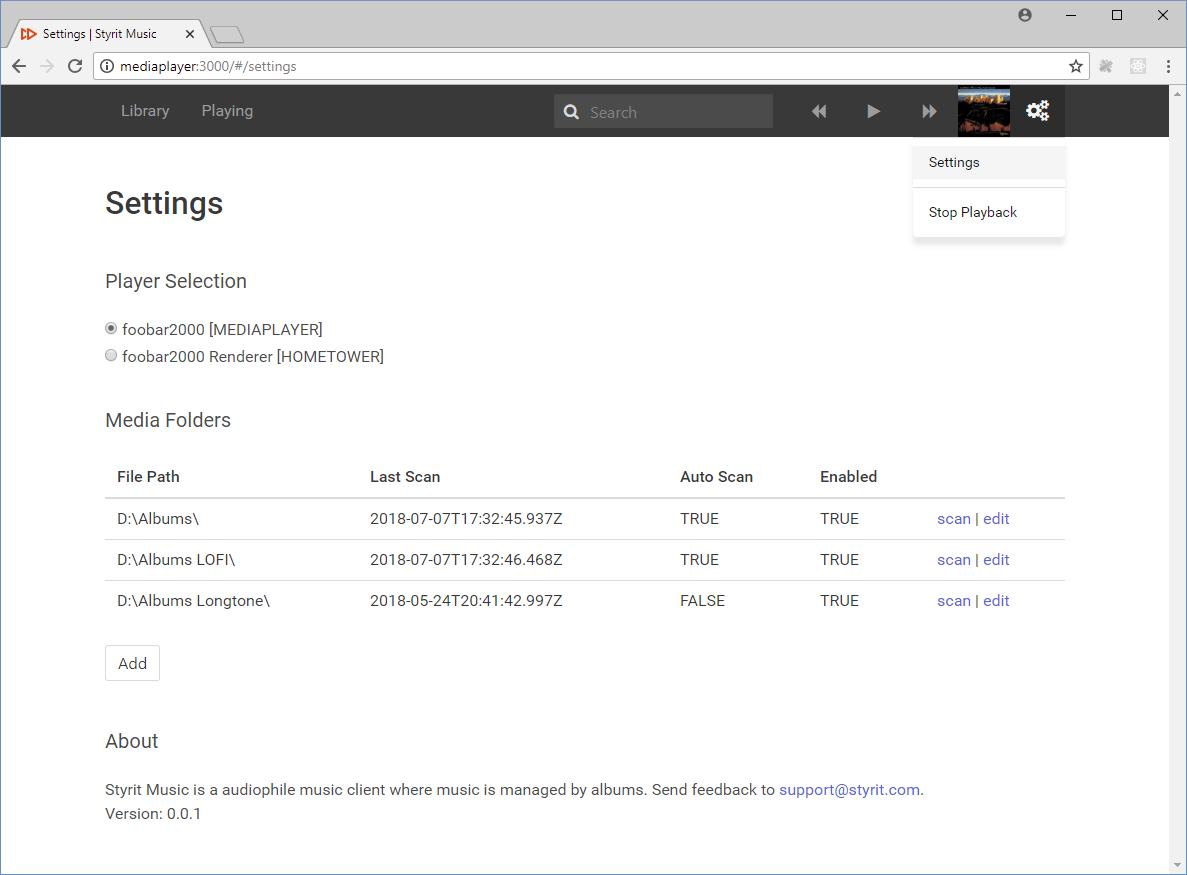 Settings | Styrit Music
mediaplayer:3000/#/settings
Library Playing Search
Settings
Stop Playback
Settings
Player Selection
foobar2000 [MEDIAPLAYER]
foobar2000 Renderer [HOMETOWER]
Media Folders
File Path Last Scan Auto Scan Enabled
D:\Albums\ 2018-07-07T17:32:45.937Z TRUE TRUE scan | edit
D:\Albums LOFI\ 2018-07-07T17:32:46.468Z TRUE TRUE scan | edit
D:\Albums Longtone\ 2018-05-24T20:41:42.997Z FALSE TRUE scan | edit
Add
About
Styrit Music is a audiophile music client where music is managed by albums. Send feedback to support@styrit.com.
Version: 0.0.1